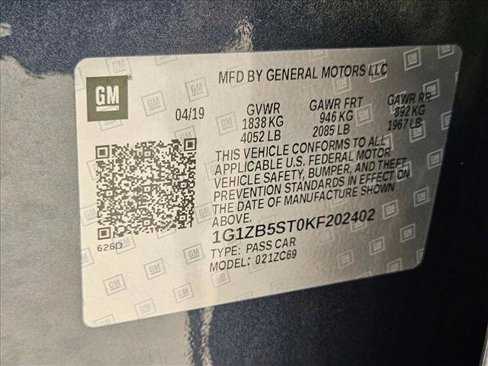 MFD BY GENERAL MOTORS LLC
GM
04/19 GVWR GAWR FRT GAWR RR
1838 KG 946 KG 892 KG
4052 LB 2085 LB 1967 LB
THIS VEHICLE CONFORMS TO ALL
APPLICABLE U.S. FEDERAL MOTOR
VEHICLE SAFETY, BUMPER, AND THEFT
PREVENTION STANDARDS IN EFFECT ON
THE DATE OF MANUFACTURE SHOWN
ABOVE.
626D
1G1ZB5ST0KF202402
TYPE: PASS CAR
MODEL: 021ZC69